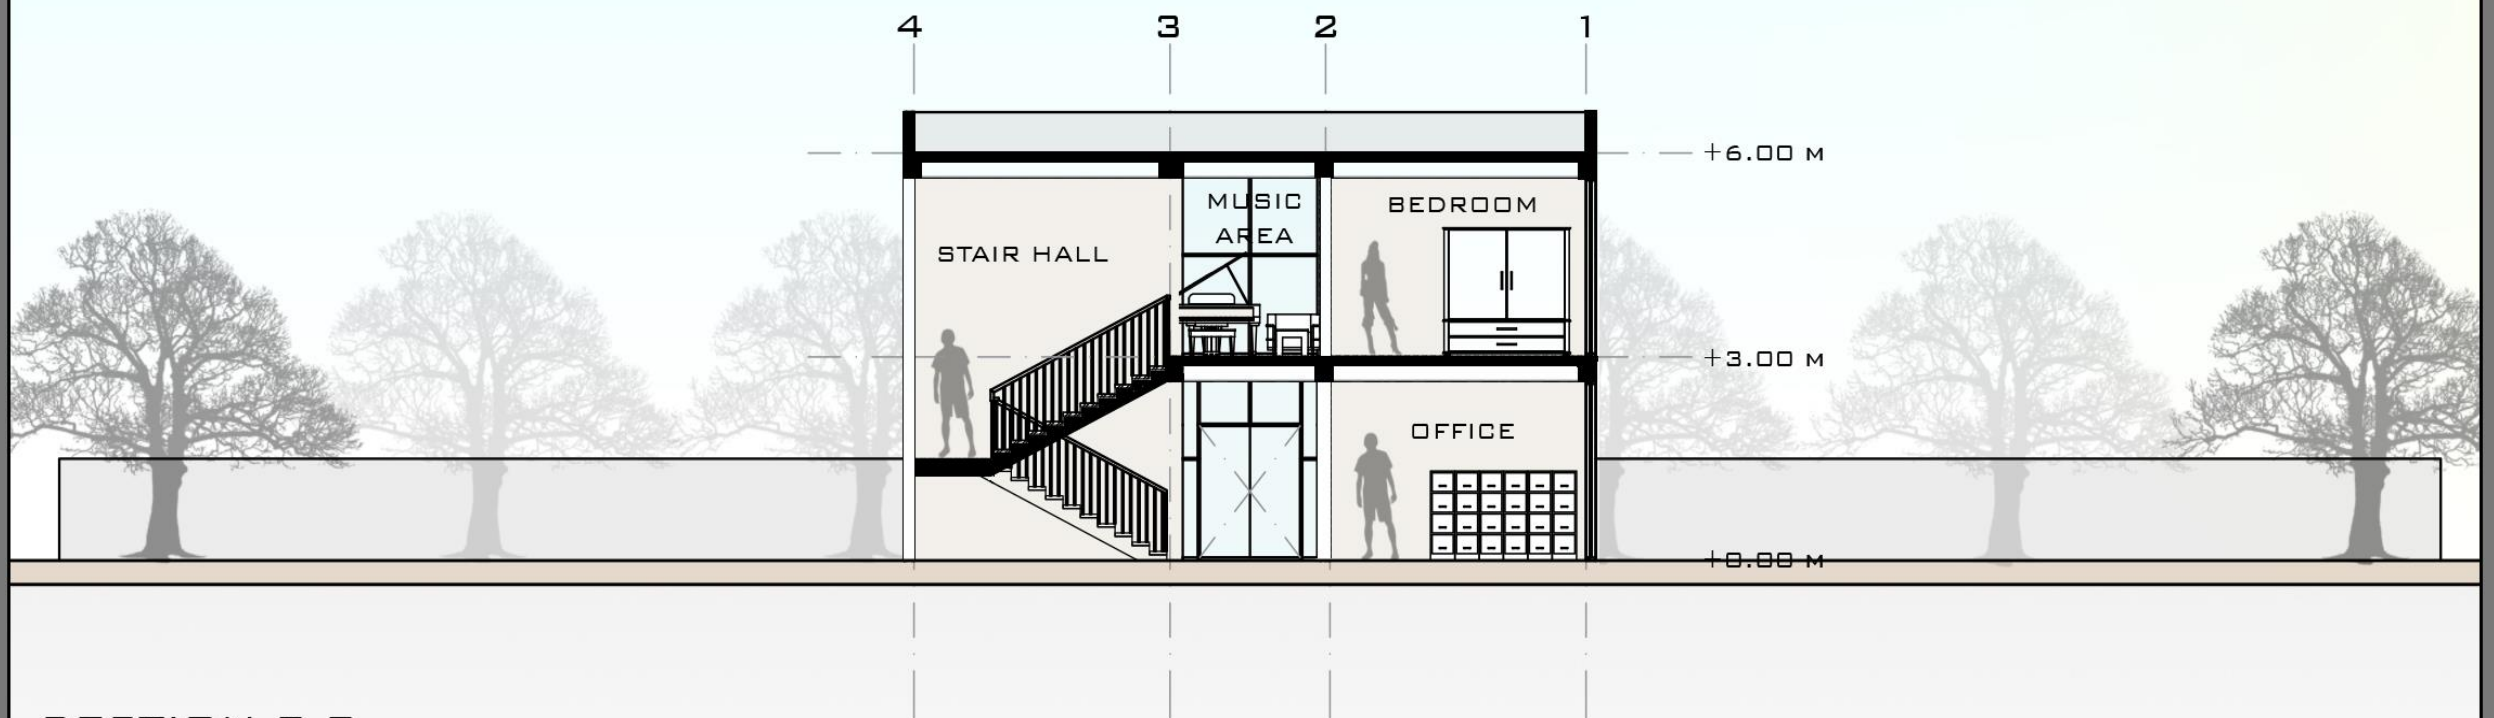 4 3 2 1
+6.00 M
MUSIC
AREA
BEDROOM
STAIR HALL
+3.00 M
OFFICE
+0.00 M